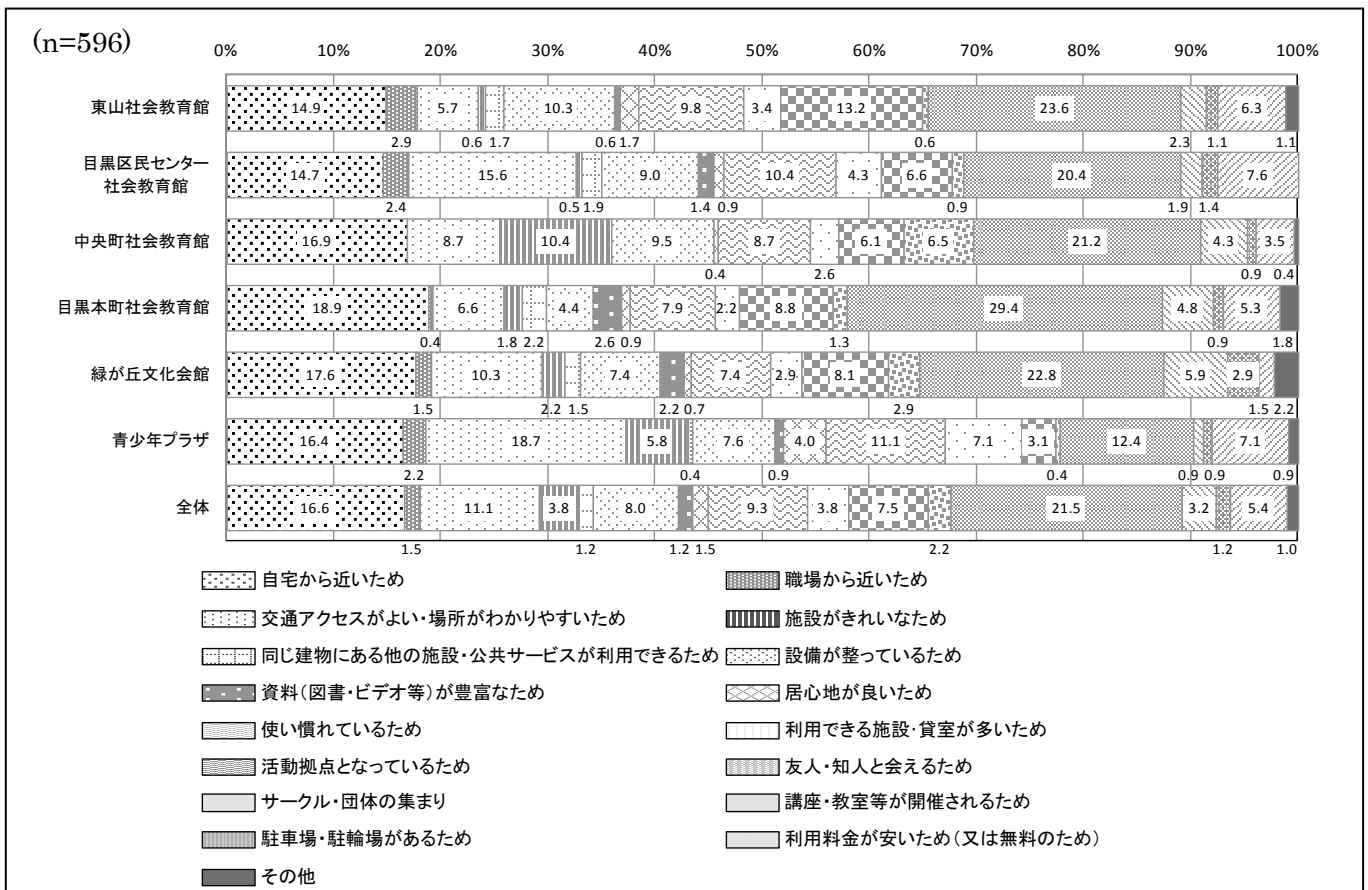 (n=596)
0% 10% 20% 30% 40% 50% 60% 70% 80% 90% 100%
東山社会教育館 14.9 5.7 10.3 9.8 3.4 13.2 23.6 6.3
2.9 0.6 1.7 0.6 1.7 0.6 2.3 1.1 1.1
目黒区民センター
社会教育館
14.7 15.6 9.0 10.4 4.3 6.6 20.4 7.6
2.4 0.5 1.9 1.4 0.9 0.9 1.9 1.4
中央町社会教育館 16.9 8.7 10.4 9.5 8.7 6.1 6.5 21.2 4.3 3.5
0.4 2.6 0.9 0.4
目黒本町社会教育館 18.9 6.6 4.4 7.9 2.2 8.8 29.4 4.8 5.3
0.4 1.8 2.2 2.6 0.9 1.3 0.9 1.8
緑が丘文化会館 17.6 10.3 7.4 7.4 2.9 8.1 22.8 5.9 2.9
1.5 2.2 1.5 2.2 0.7 2.9 1.5 2.2
青少年プラザ 16.4 18.7 5.8 7.6 4.0 11.1 7.1 3.1 12.4 7.1
2.2 0.4 0.9 0.4 0.9 0.9 0.9
全体 16.6 11.1 3.8 8.0 9.3 3.8 7.5 21.5 3.2 5.4
1.5 1.2 1.2 1.5 2.2 1.2 1.0
自宅から近いため 職場から近いため
交通アクセスがよい・場所がわかりやすいため 施設がきれいなため
同じ建物にある他の施設・公共サービスが利用できるため 設備が整っているため
資料(図書・ビデオ等)が豊富なため 居心地が良いため
使い慣れているため 利用できる施設・貸室が多いため
活動拠点となっているため 友人・知人と会えるため
サークル・団体の集まり 講座・教室等が開催されるため
駐車場・駐輪場があるため 利用料金が安いため(又は無料のため)
その他